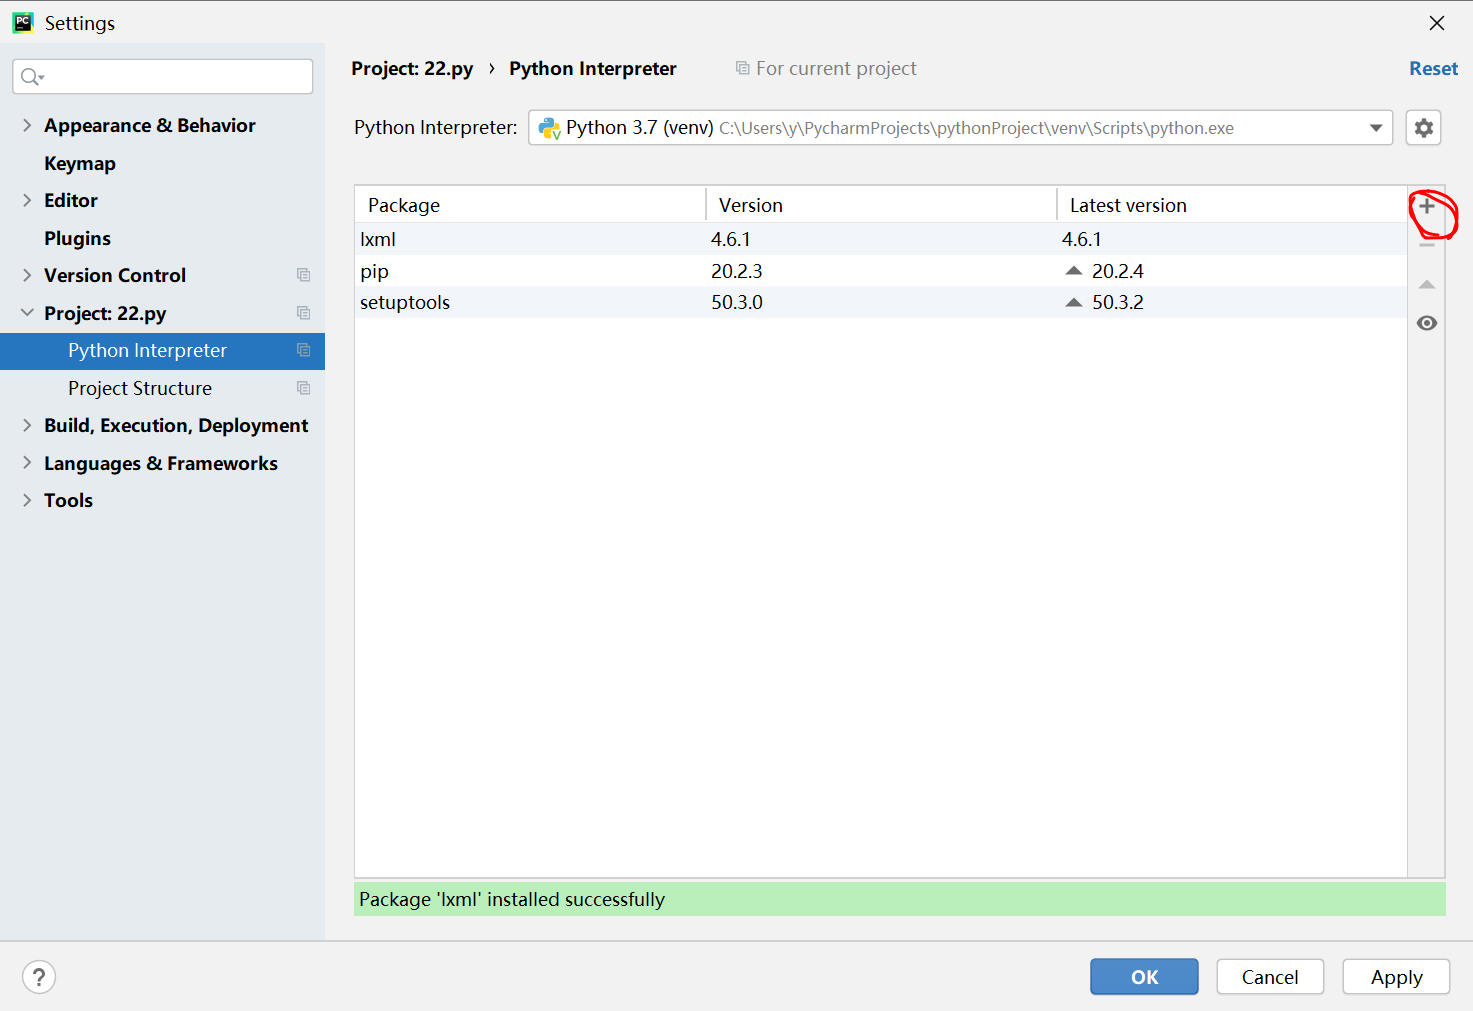 PC
Settings
Project: 22.py › Python Interpreter For current project Reset
Python Interpreter: Python 3.7 (venv) C:\Users\y\PycharmProjects\pythonProject\venv\Scripts\python.exe
Appearance & Behavior
Keymap
Editor
Plugins
Version Control
Project: 22.py
Python Interpreter
Project Structure
Build, Execution, Deployment
Languages & Frameworks
Tools
Package Version Latest version
lxml 4.6.1 4.6.1
pip 20.2.3 20.2.4
setuptools 50.3.0 50.3.2
Package 'lxml' installed successfully
? OK Cancel Apply